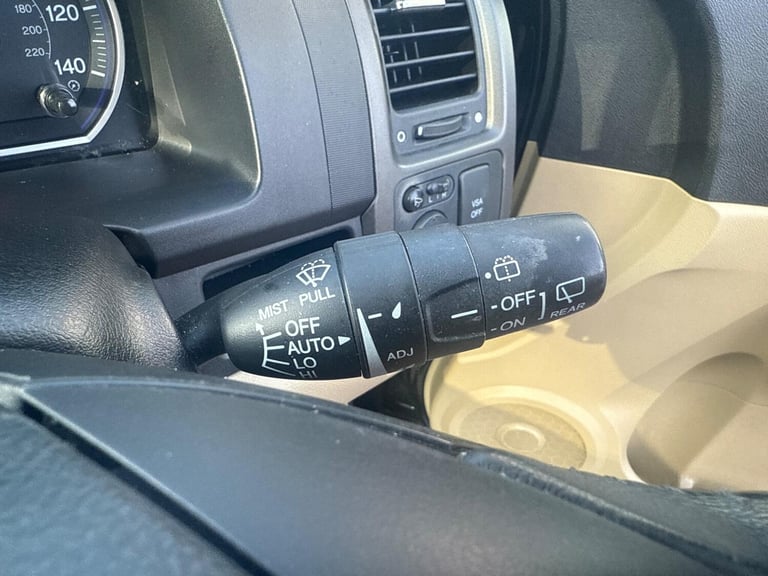 180
120
200
220
140
L R
VSA
OFF
MIST PULL
OFF
AUTO
LO
HI
ADJ
OFF
ON
REAR